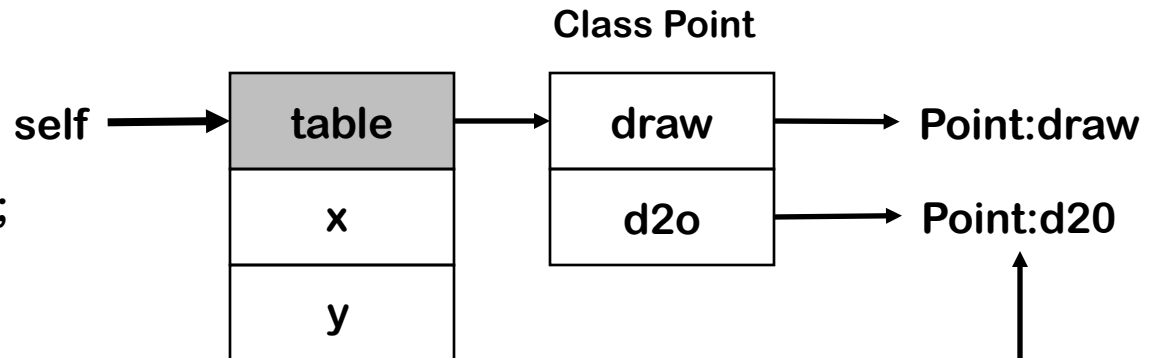 Class Point
self table draw Point:draw
;
x d2o Point:d20
y